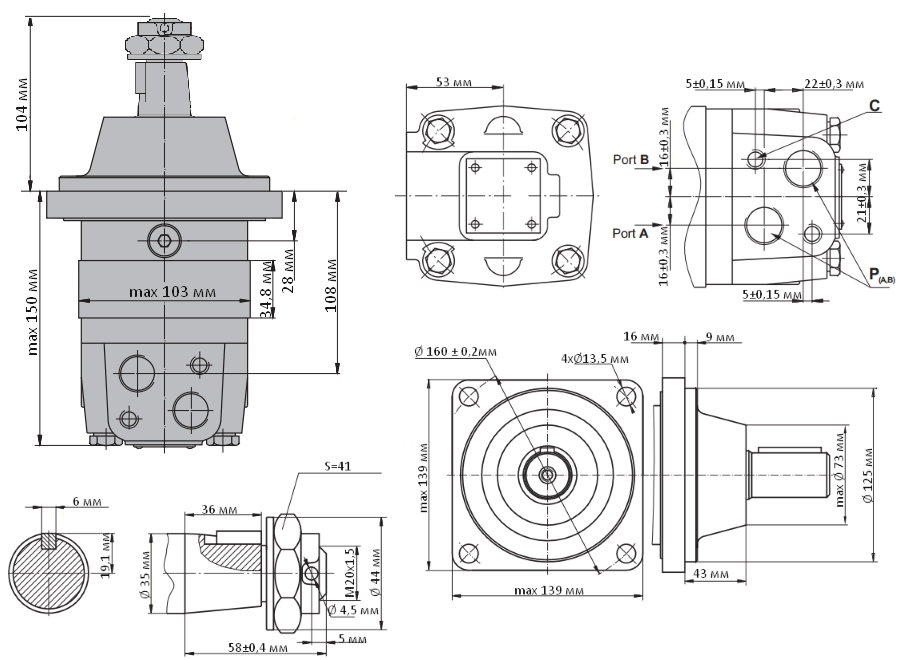 104 мм
max 150 мм
max 103 мм
34,8 мм
28 мм
108 мм
53 мм
5±0,15 мм
22±0,3 мм
C
16±0,3 мм
Port B
Port A
16±0,3 мм
21±0,3 мм
P(A,B)
5±0,15 мм
Ø 160 ± 0,2мм
4xØ13,5 мм
16 мм
9 мм
max 139 мм
max 139 мм
max Ø 73 мм
Ø 125 мм
43 мм
S=41
6 мм
19,1 мм
36 мм
Ø 35 мм
M20x1,5
Ø 44 мм
Ø 4,5 мм
5 мм
58±0,4 мм